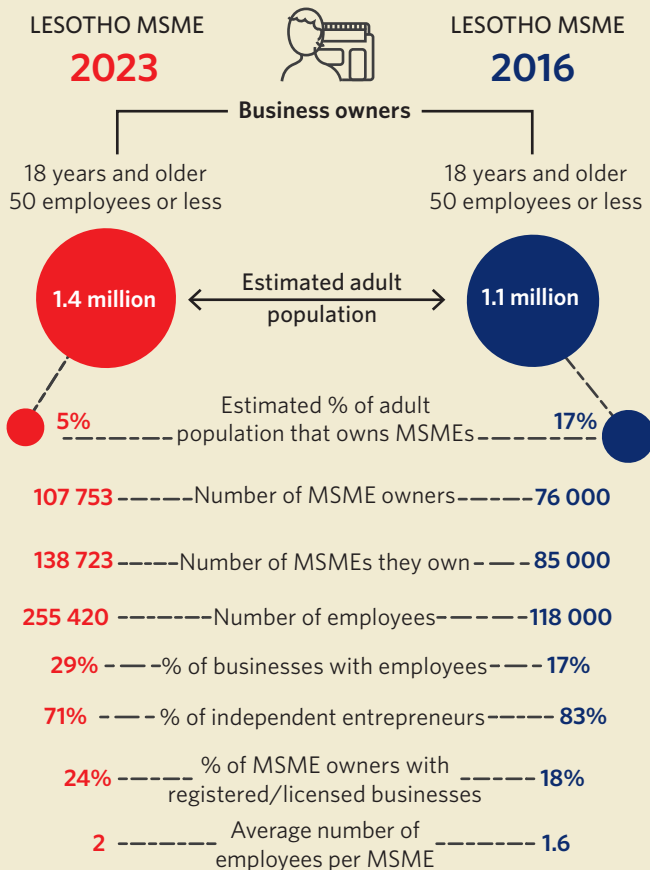 LESOTHO MSME
2023
LESOTHO MSME
2016
Business owners
18 years and older
50 employees or less
18 years and older
50 employees or less
1.4 million
Estimated adult
population
1.1 million
5%
Estimated % of adult
population that owns MSMEs
17%
107 753
Number of MSME owners
76 000
138 723
Number of MSMEs they own
85 000
255 420
Number of employees
118 000
29%
% of businesses with employees
17%
71%
% of independent entrepreneurs
83%
24%
% of MSME owners with
registered/licensed businesses
18%
2
Average number of
employees per MSME
1.6